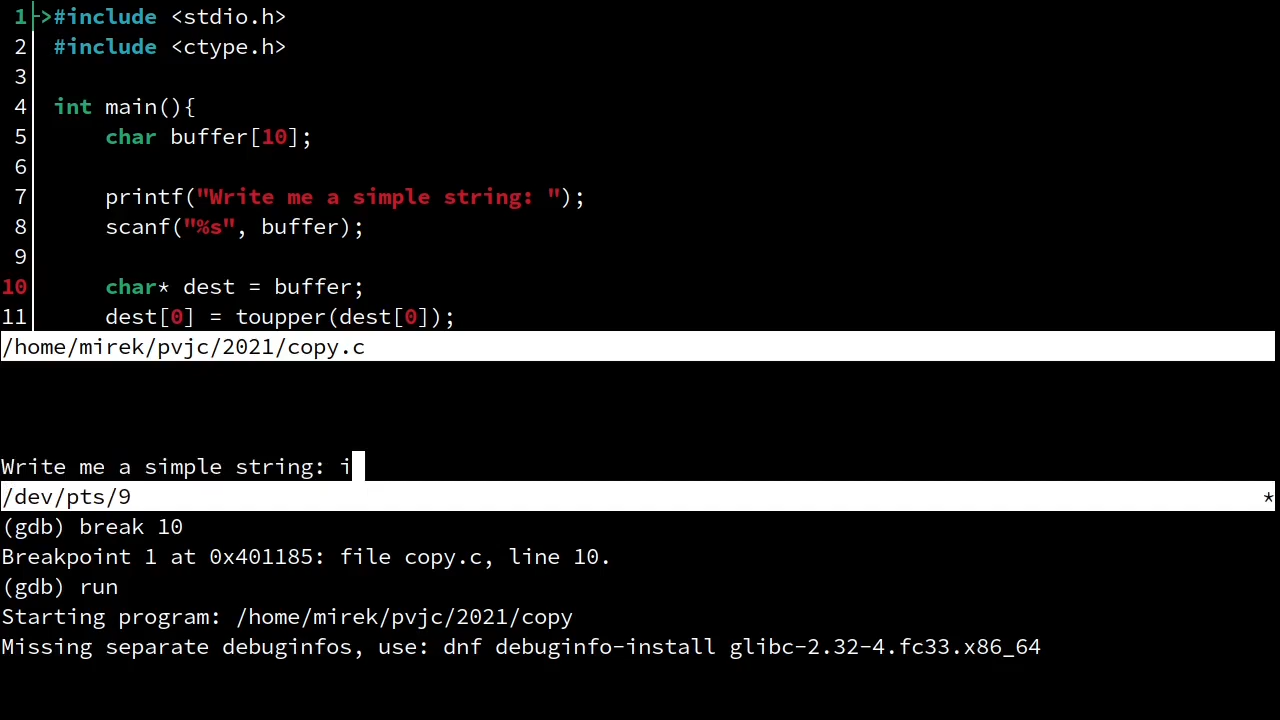 1├>#include <stdio.h>
2 #include <ctype.h>
3
4 int main(){
5     char buffer[10];
6
7     printf("Write me a simple string: ");
8     scanf("%s", buffer);
9
10     char* dest = buffer;
11     dest[0] = toupper(dest[0]);
/home/mirek/pvjc/2021/copy.c
Write me a simple string: i
/dev/pts/9 *
(gdb) break 10
Breakpoint 1 at 0x401185: file copy.c, line 10.
(gdb) run
Starting program: /home/mirek/pvjc/2021/copy
Missing separate debuginfos, use: dnf debuginfo-install glibc-2.32-4.fc33.x86_64